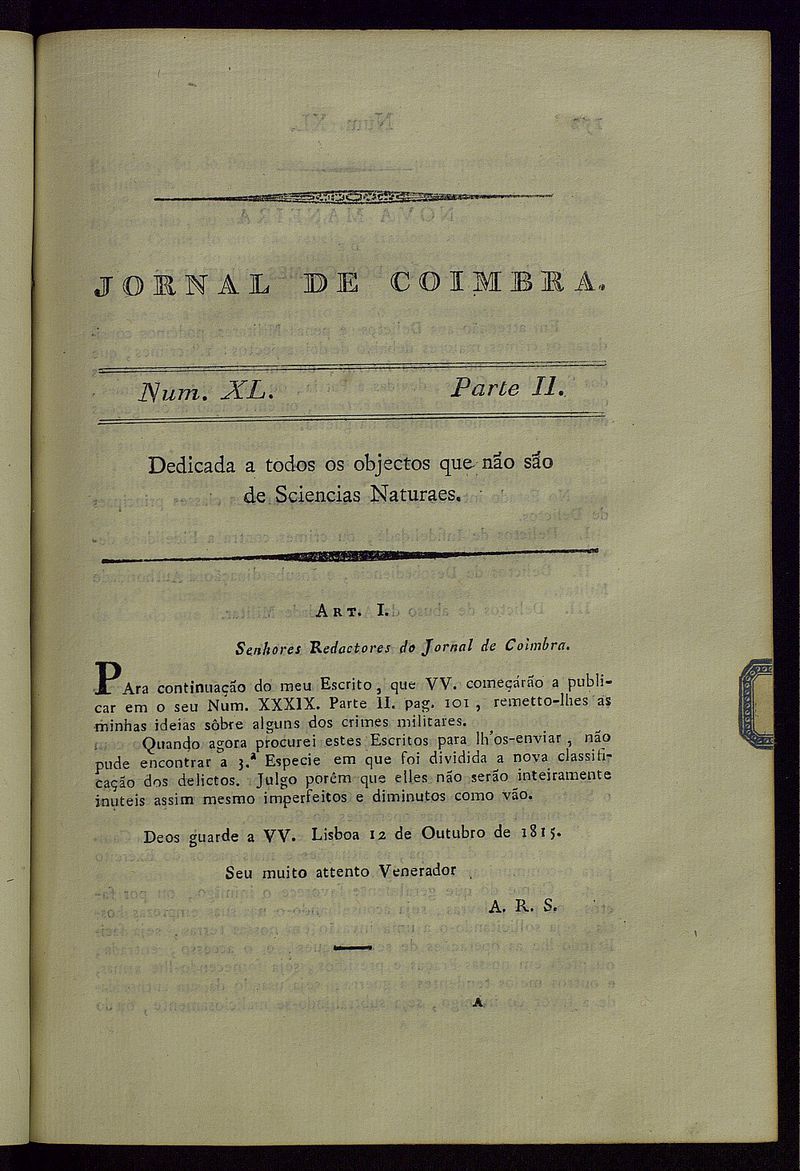 JORNAL DE COIMBRA.
Num. XL. Parte II.
Dedicada a todos os objectos que não são
de Sciencias Naturaes.
ART. I.
Senhores Redactores do Jornal de Coimbra.
PAra continuação do meu Escrito, que VV. começárão a publi-
car em o seu Num. XXXIX. Parte II. pag. 101, remetto-lhes as
minhas ideias sôbre alguns dos crimes militares.
Quando agora procurei estes Escritos para lh'os-enviar, não
pude encontrar a 3.ª Especie em que foi dividida a nova classifi-
cação dos delictos. Julgo porêm que elles não serão inteiramente
inuteis assim mesmo imperfeitos e diminutos como vão.
Deos guarde a VV. Lisboa 12 de Outubro de 1815.
Seu muito attento Venerador
A. R. S.
A